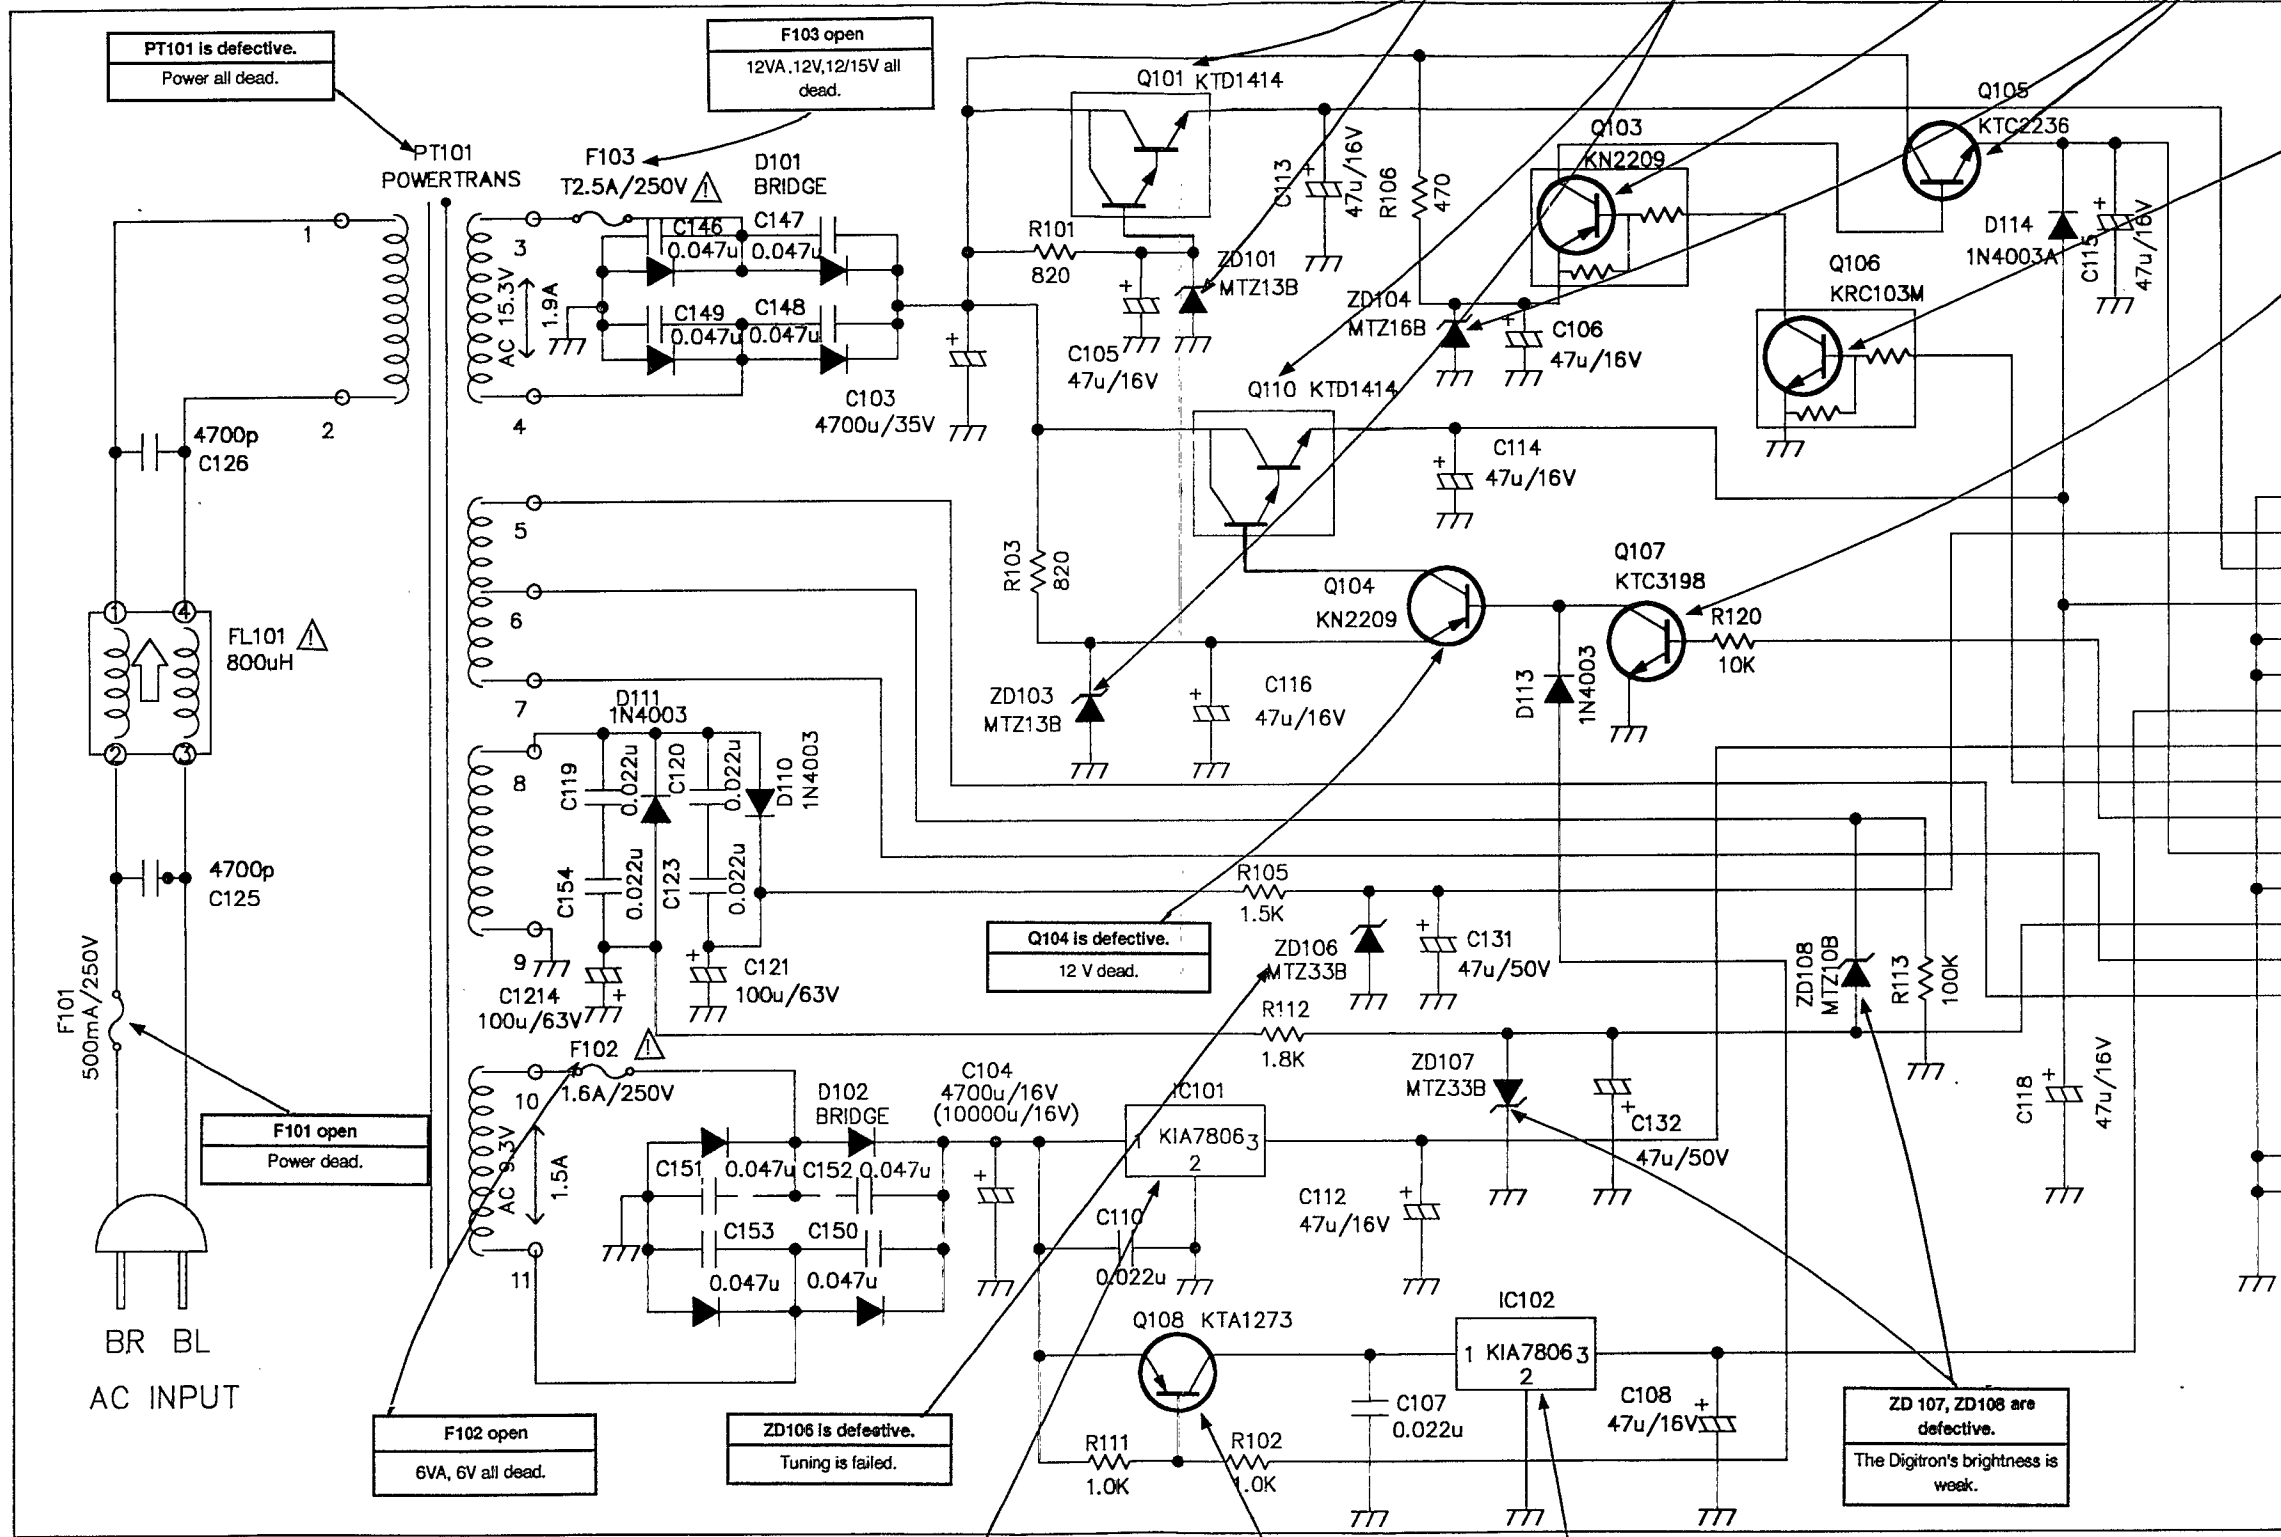 PT101 is defective.
Power all dead.
F103 open
12VA,12V,12/15V all
dead.
PT101
POWERTRANS
F103
T2.5A/250V
D101
BRIDGE
1
2
3
4
AC 15.3V
1.9A
C146
0.047u
C147
0.047u
C149
0.047u
C148
0.047u
C103
4700u/35V
Q101 KTD1414
R101
820
C105
47u/16V
ZD101
MTZ13B
C113
47u/16V
R106
470
Q103
KN2209
Q105
KTC2236
D114
1N4003A
C115
47u/16V
ZD104
MTZ16B
C106
47u/16V
Q106
KRC103M
Q110 KTD1414
C114
47u/16V
4700p
C126
5
6
7
R103
820
Q104
KN2209
Q107
KTC3198
R120
10K
1
4
FL101
800uH
2
3
ZD103
MTZ13B
C116
47u/16V
D113
1N4003
D111
1N4003
8
9
C119
0.022u
C120
0.022u
D110
1N4003
C154
0.022u
C123
0.022u
4700p
C125
R105
1.5K
Q104 is defective.
12 V dead.
ZD106
MTZ33B
C131
47u/50V
ZD108
MTZ10B
R113
100K
C1214
100u/63V
C121
100u/63V
F101
500mA/250V
R112
1.8K
F102
1.6A/250V
10
11
AC 9.3V
1.5A
D102
BRIDGE
C104
4700u/16V
(10000u/16V)
IC101
1 KIA7806 3
2
ZD107
MTZ33B
C132
47u/50V
C118
47u/16V
F101 open
Power dead.
C151
0.047u
C152
0.047u
C153
0.047u
C150
0.047u
C110
0.022u
C112
47u/16V
IC102
1 KIA7806 3
2
Q108 KTA1273
C107
0.022u
C108
47u/16V
R111
1.0K
R102
1.0K
BR BL
AC INPUT
F102 open
6VA, 6V all dead.
ZD106 is defective.
Tuning is failed.
ZD 107, ZD108 are
defective.
The Digitron's brightness is
weak.